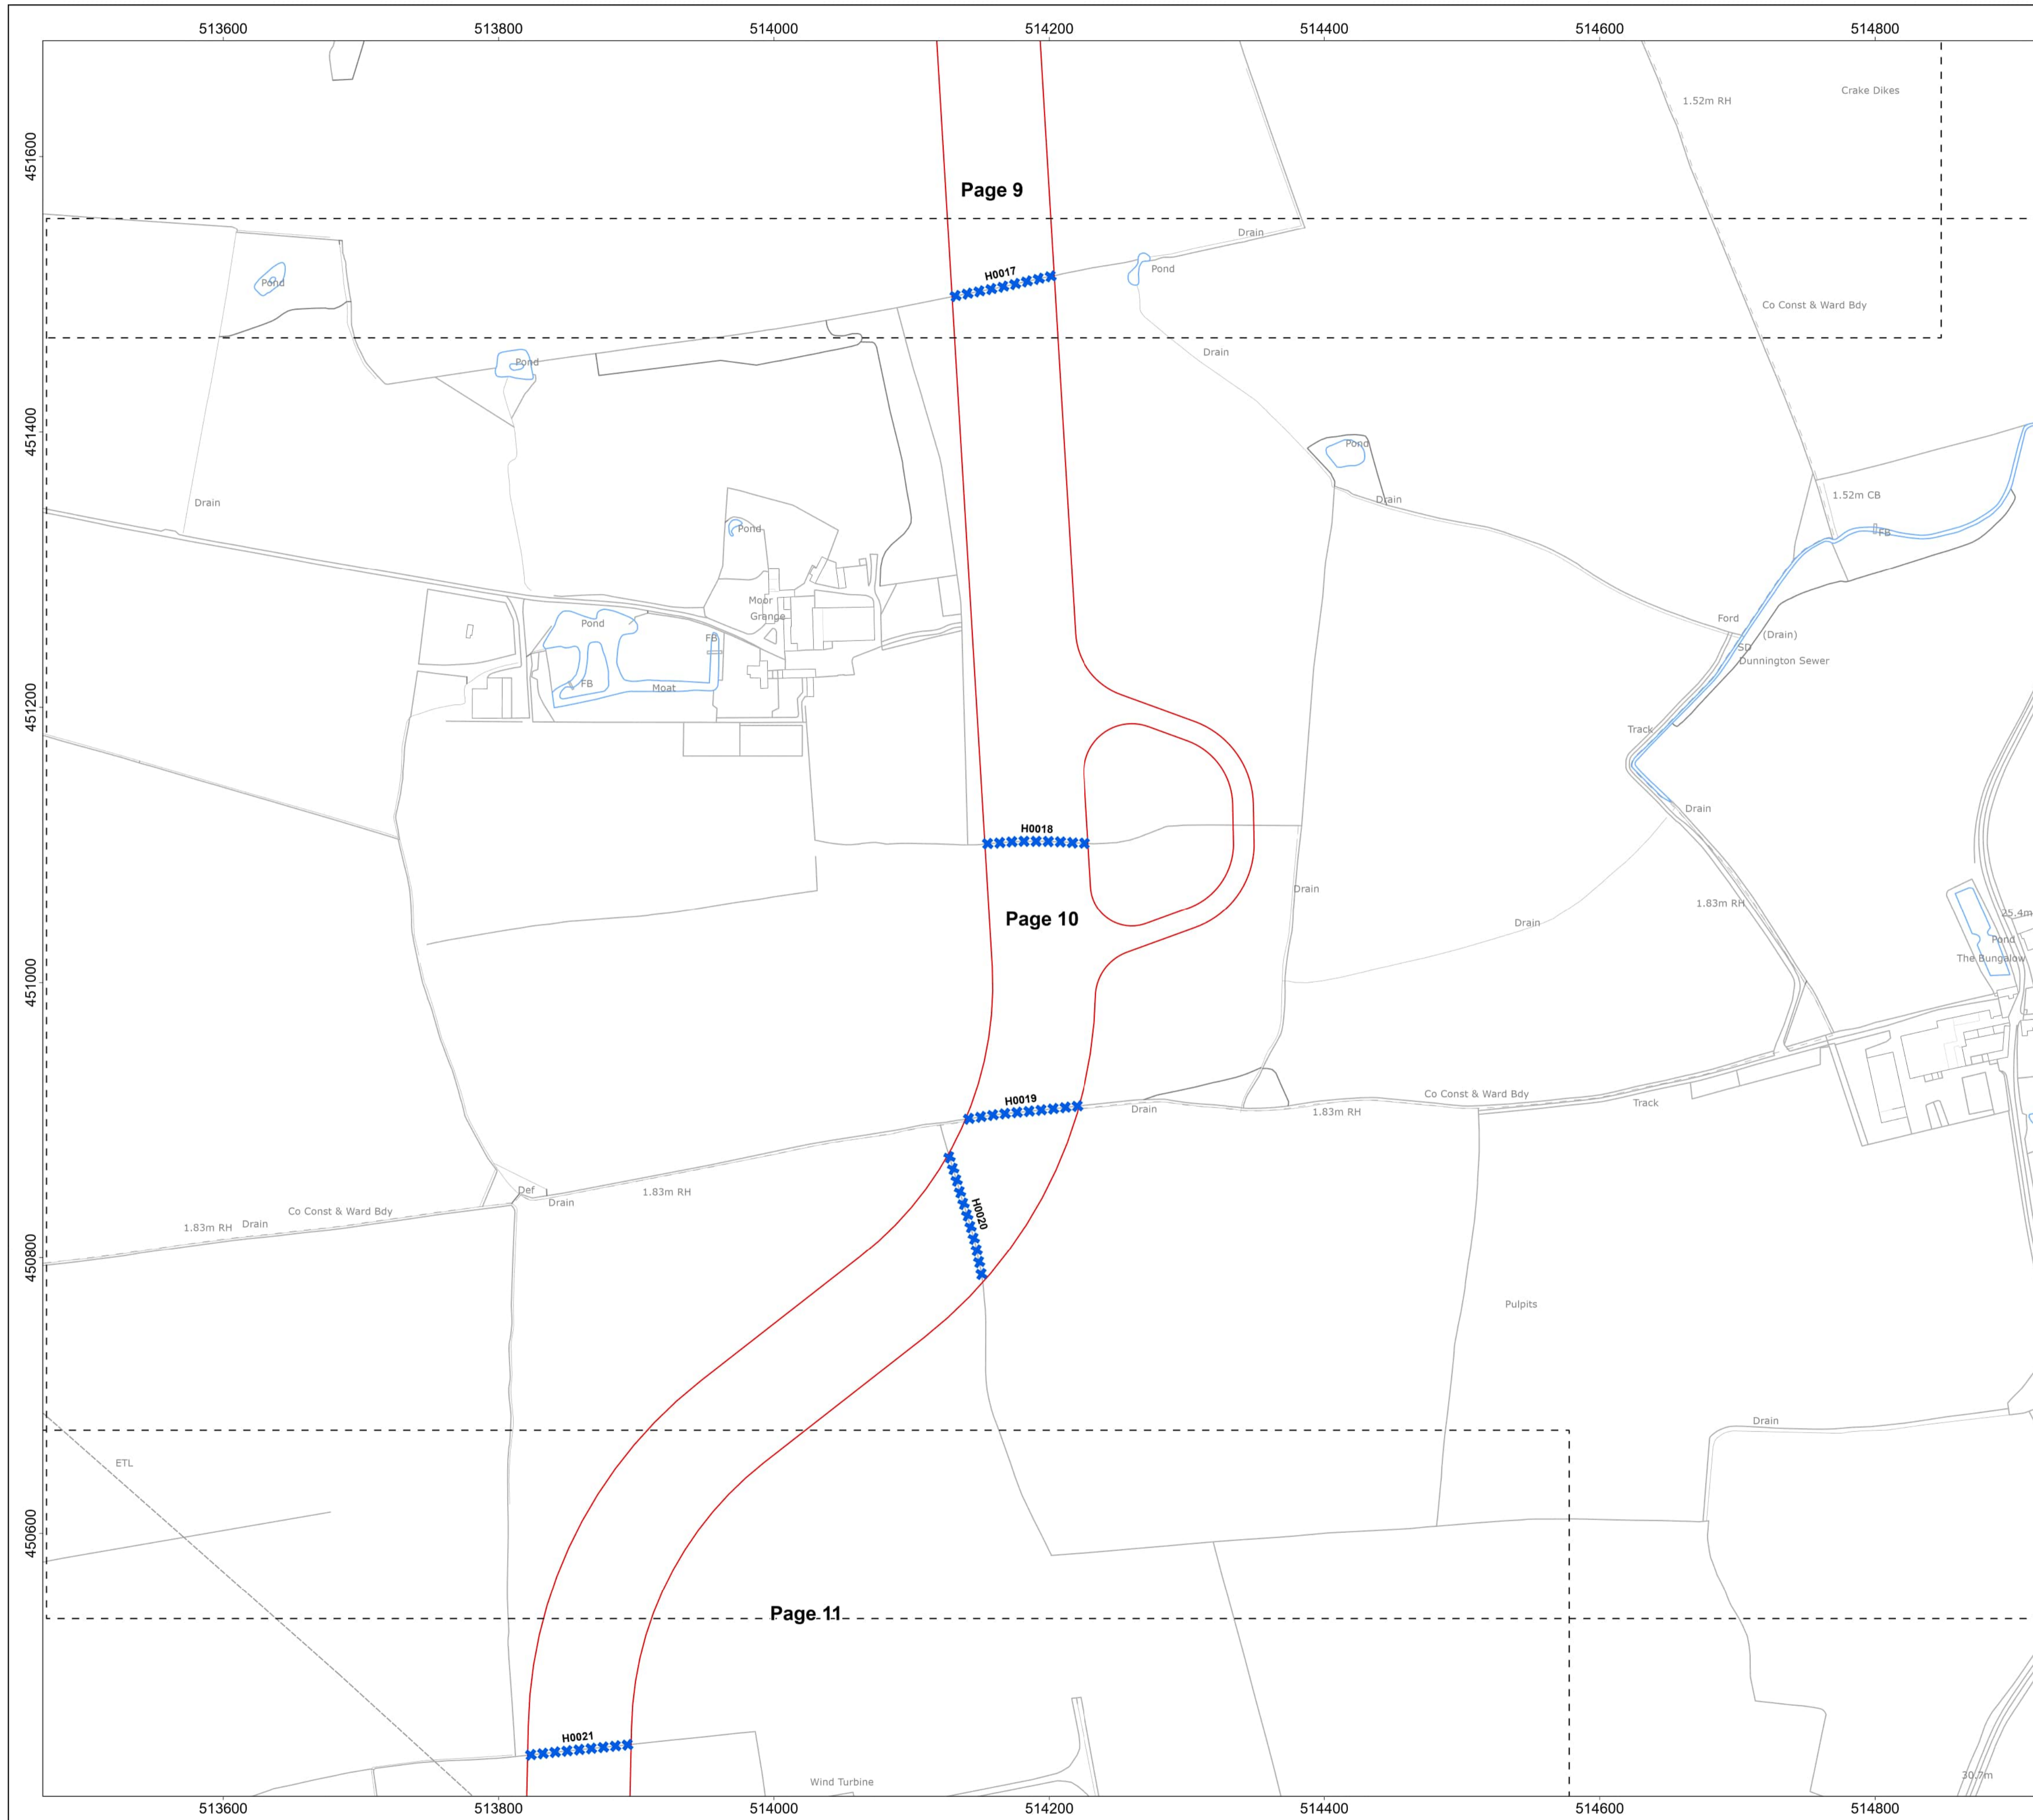 513600 513800 514000 514200 514400 514600 514800
Crake Dikes
1.52m RH
451600
Page 9
Drain
Pond
H0017
Pond
Co Const & Ward Bdy
Drain
Pond
451400
Pond
Drain
Drain
1.52m CB
Pond
FB
Moor
Grange
Pond
Ford
(Drain)
FB
SD
Dunnington Sewer
FB
Moat
451200
Track
Drain
H0018
Drain
1.83m RH
25.4m
Page 10
Drain
Pond
The Bungalow
451000
Co Const & Ward Bdy
H0019
Drain
1.83m RH
Track
Def
1.83m RH
Drain
H0020
Co Const & Ward Bdy
1.83m RH
Drain
450800
Pulpits
Drain
ETL
450600
Page 11
H0021
30.7m
Wind Turbine
513600 513800 514000 514200 514400 514600 514800